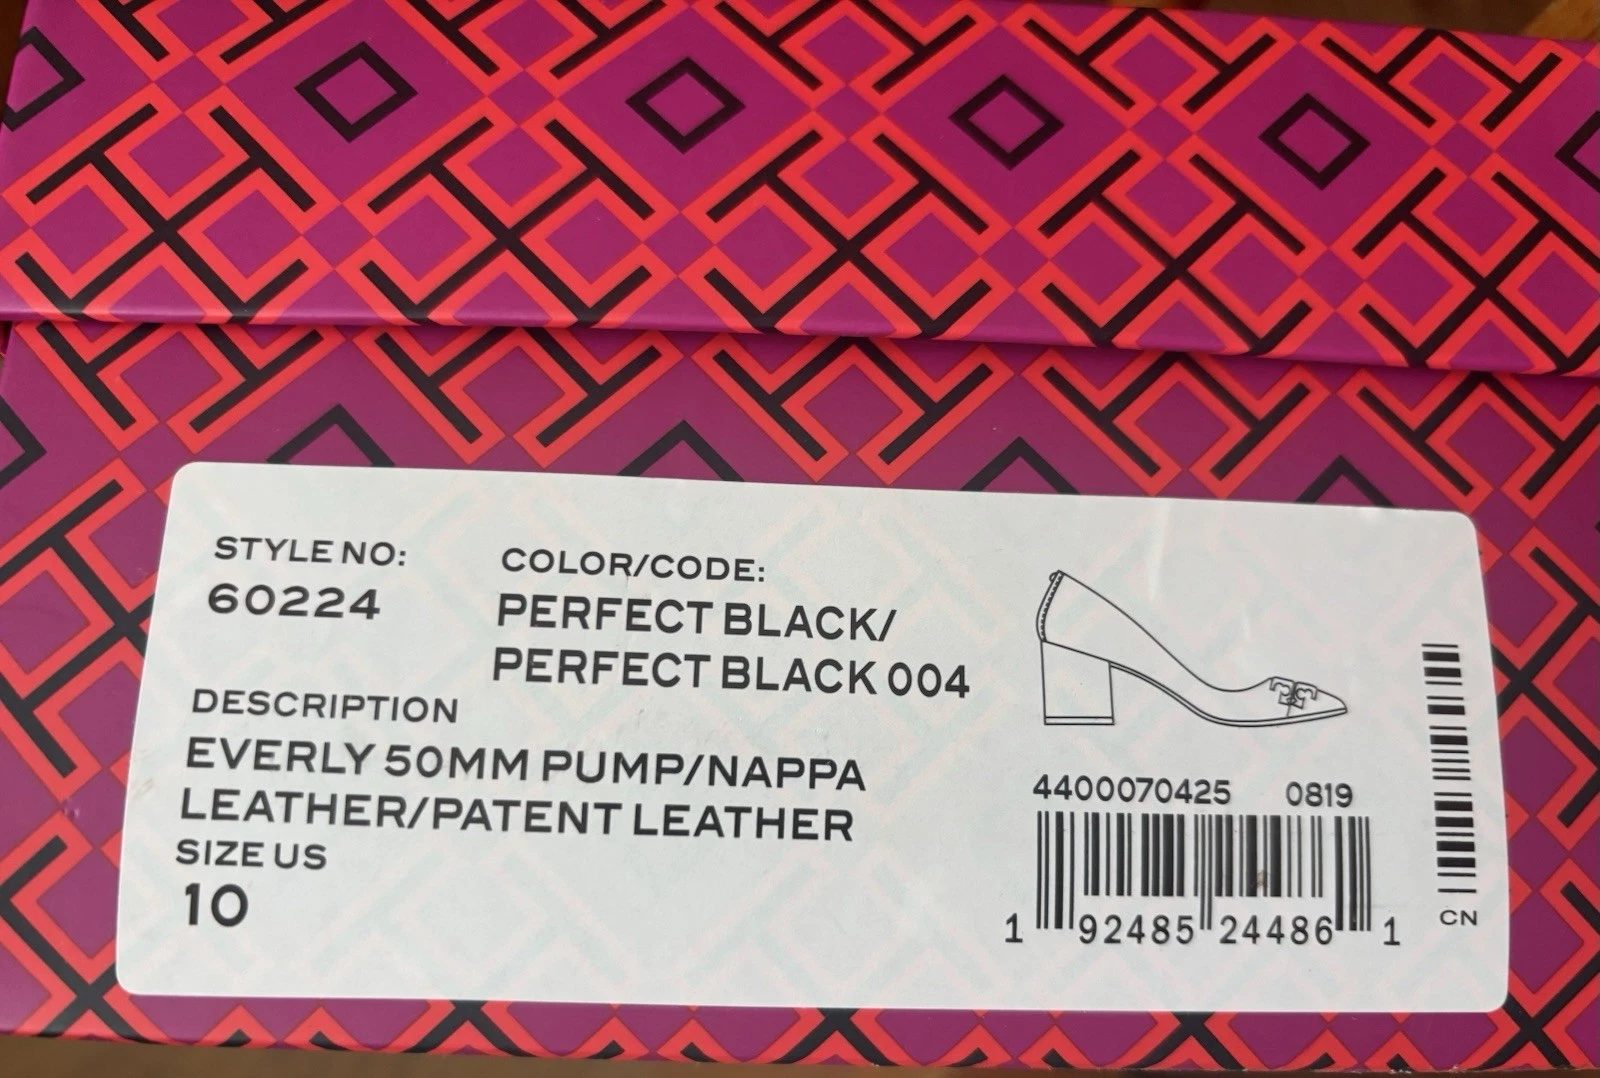 STYLE NO:
60224
COLOR/CODE:
PERFECT BLACK/
PERFECT BLACK 004
DESCRIPTION
EVERLY 50MM PUMP/NAPPA
LEATHER/PATENT LEATHER
SIZE US
10
4400070425 0819
1 92485 24486 1
CN